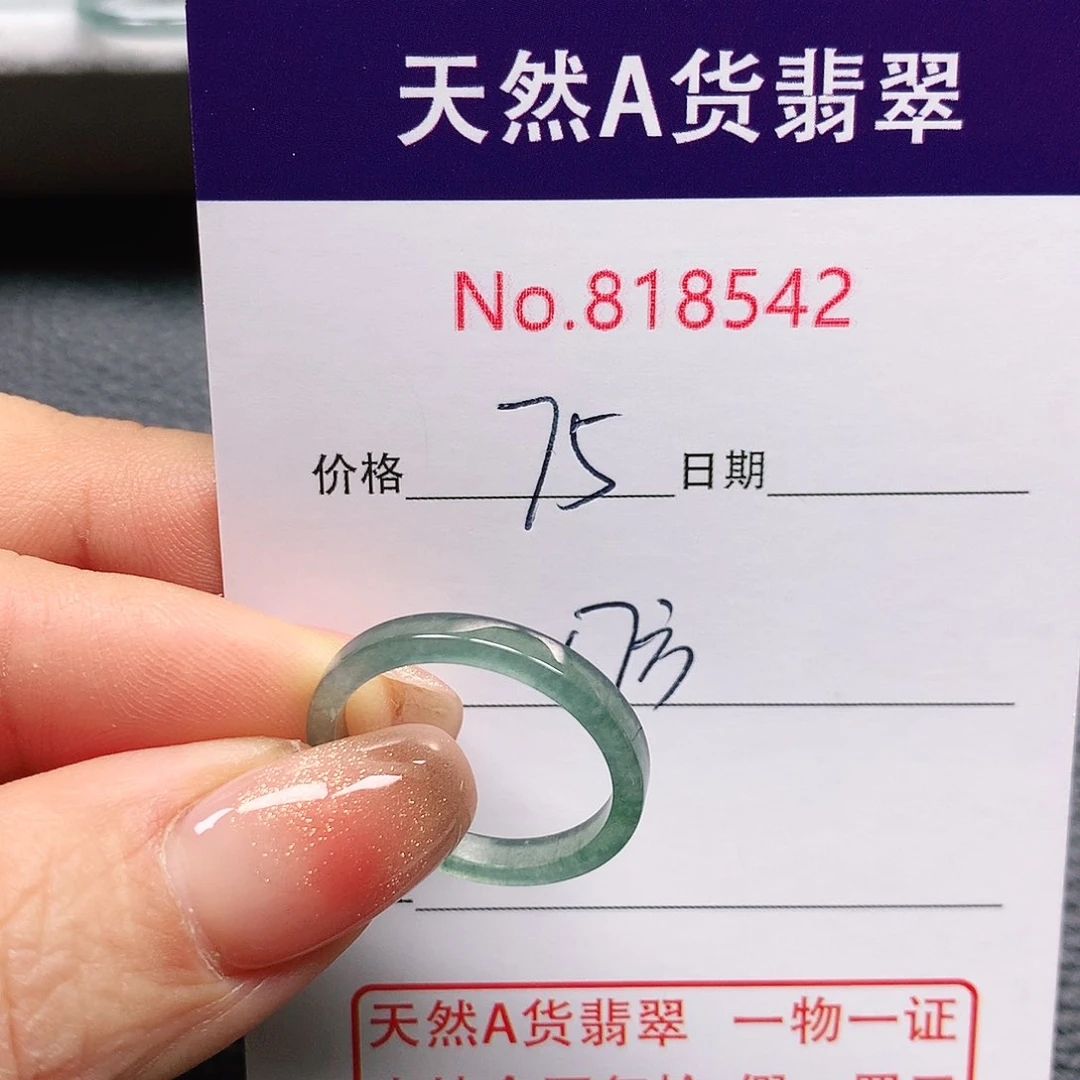 天然A货翡翠
No.818542
价格 75 日期
天然A货翡翠 一物一证